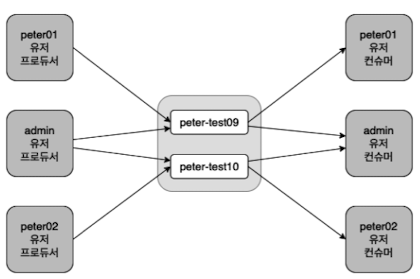 peter01
유저
프로듀서
peter01
유저
컨슈머
admin
유저
프로듀서
peter-test09
peter-test10
admin
유저
컨슈머
peter02
유저
프로듀서
peter02
유저
컨슈머